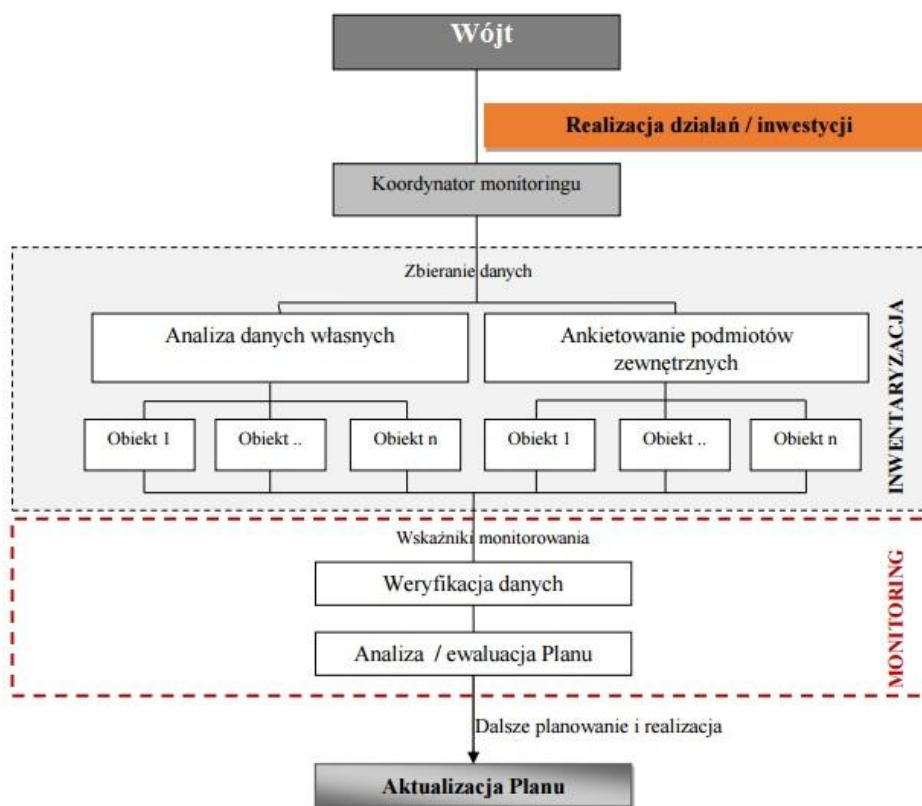 Wójt
Realizacja działań / inwestycji
Koordynator monitoringu
Zbieranie danych
Analiza danych własnych
Ankietowanie podmiotów
zewnętrznych
Obiekt 1
Obiekt ..
Obiekt n
Obiekt 1
Obiekt ..
Obiekt n
INWENTARYZACJA
Wskaźniki monitorowania
Weryfikacja danych
Analiza / ewaluacja Planu
MONITORING
Dalsze planowanie i realizacja
Aktualizacja Planu